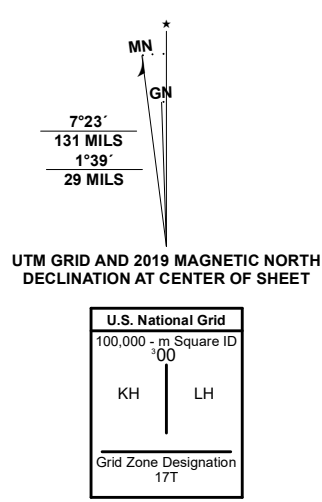 ★
MN
GN
7°23´
131 MILS
1°39´
29 MILS
UTM GRID AND 2019 MAGNETIC NORTH
DECLINATION AT CENTER OF SHEET
U.S. National Grid
100,000 - m Square ID
³00
KH LH
Grid Zone Designation
17T